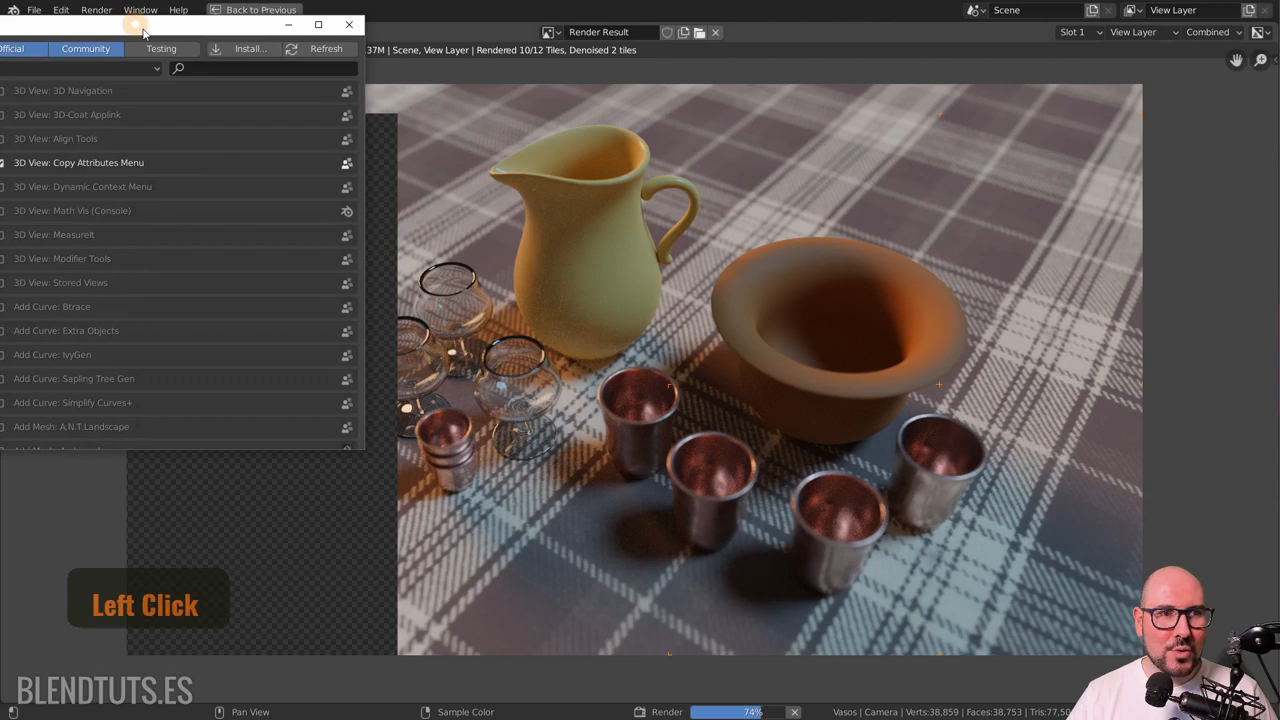 File Edit Render Window Help Back to Previous Scene View Layer
Render Result Slot 1 View Layer Combined
37M | Scene, View Layer | Rendered 10/12 Tiles, Denoised 2 tiles
Official Community Testing Install... Refresh
3D View: 3D Navigation
3D View: 3D-Coat Applink
3D View: Align Tools
3D View: Copy Attributes Menu
3D View: Dynamic Context Menu
3D View: Math Vis (Console)
3D View: MeasureIt
3D View: Modifier Tools
3D View: Stored Views
Add Curve: Btrace
Add Curve: Extra Objects
Add Curve: IvyGen
Add Curve: Sapling Tree Gen
Add Curve: Simplify Curves+
Add Mesh: A.N.T.Landscape
Left Click
BLENDTUTS.ES
Pan View Sample Color Render 74% Vasos | Camera | Verts:38,859 | Faces:38,753 | Tris:77,50